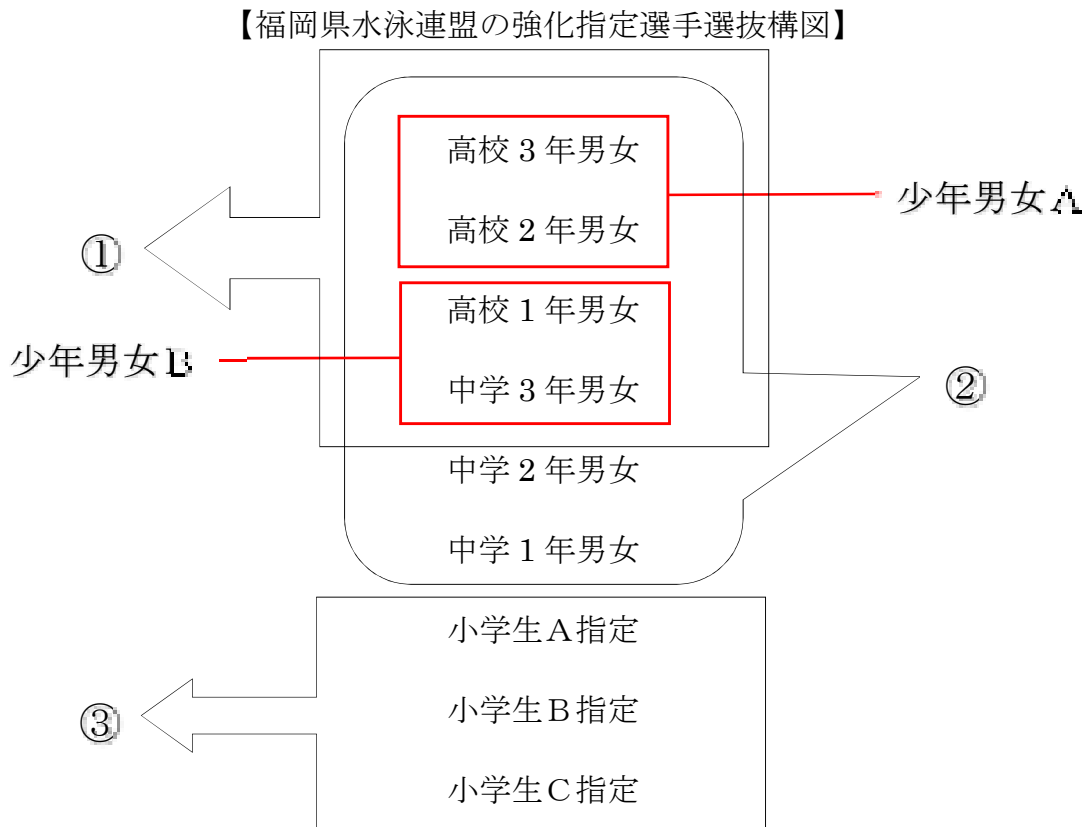 【福岡県水泳連盟の強化指定選手選抜構図】
高校3年男女
少年男女A
高校2年男女
①
高校1年男女
少年男女B
中学3年男女
②
中学2年男女
中学1年男女
小学生A指定
小学生B指定
③
小学生C指定